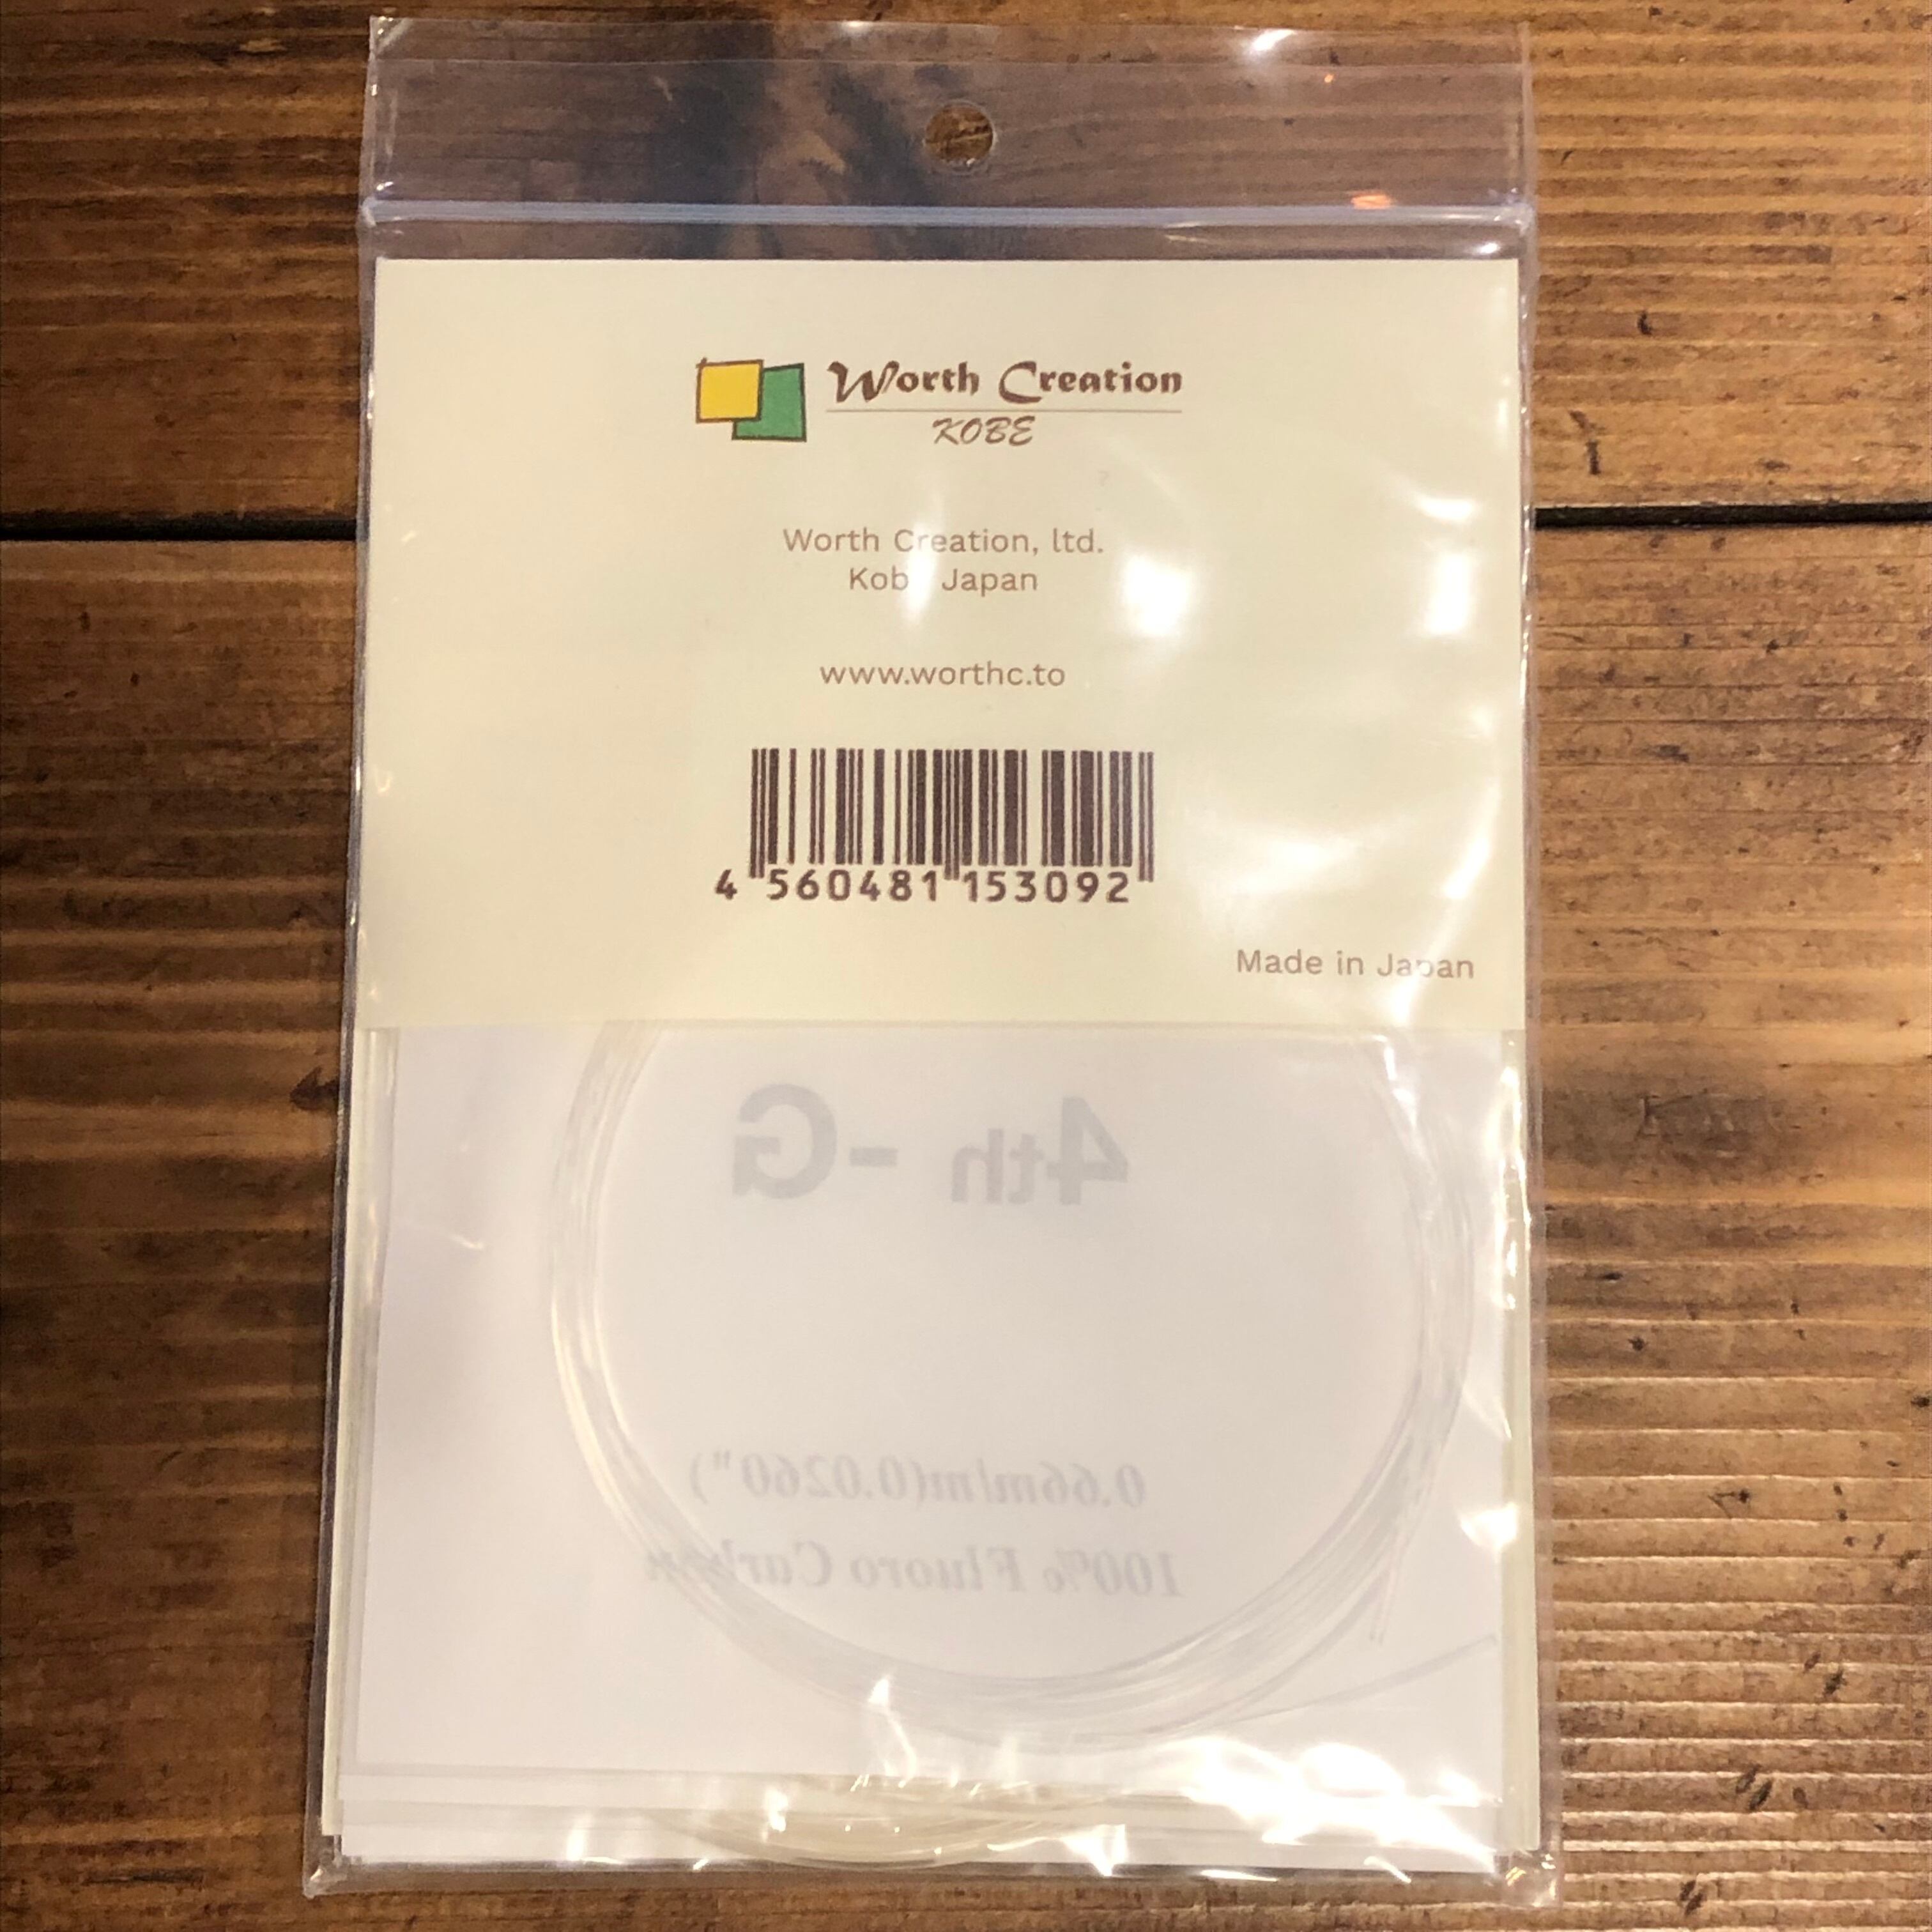 Worth Creation
KOBE
Worth Creation, ltd.
Kob Japan
www.worthc.to
4 560481 153092
Made in Japan
4th - G
0.66m/m(0.0260")
100% Fluoro Carbon